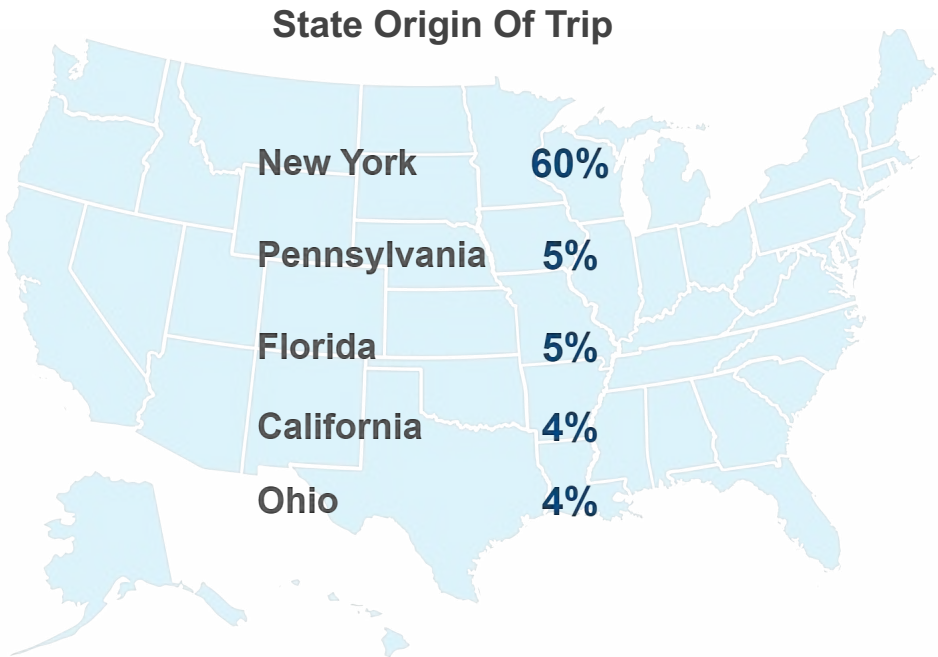 State Origin Of Trip
New York 60%
Pennsylvania 5%
Florida 5%
California 4%
Ohio 4%